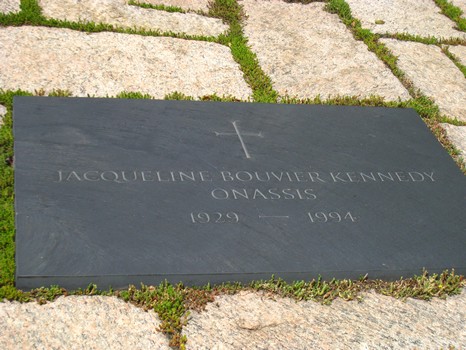 JACQUELINE BOUVIER KENNEDY
ONASSIS
1929 — 1994